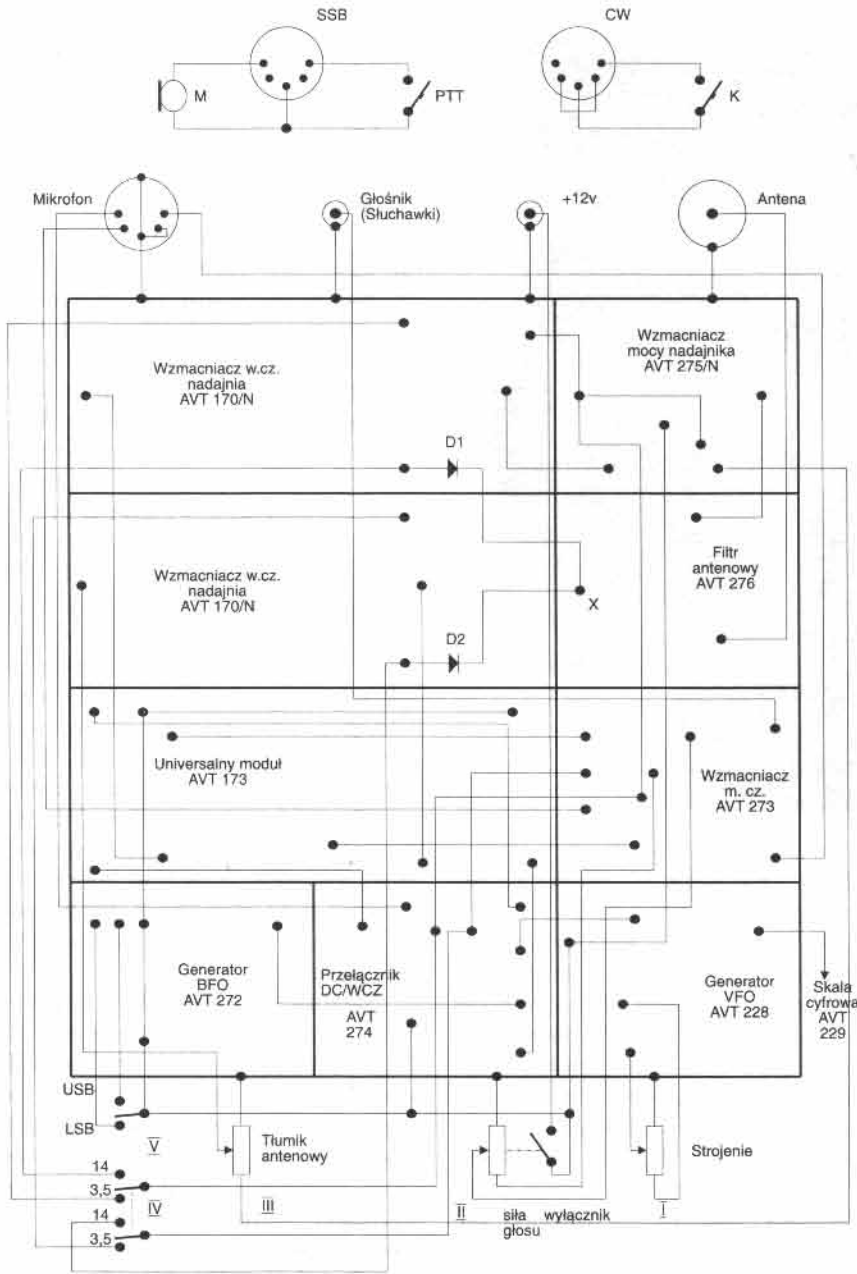 SSB
CW
M
PTT
K
Mikrofon
Głośnik
(Słuchawki)
+12v
Antena
Wzmacniacz w.cz.
nadajnia
AVT 170/N
Wzmacniacz
mocy nadajnika
AVT 275/N
D1
Wzmacniacz w.cz.
nadajnia
AVT 170/N
Filtr
antenowy
AVT 276
X
D2
Uniwersalny moduł
AVT 173
Wzmacniacz
m. cz.
AVT 273
Generator
BFO
AVT 272
Przełącznik
DC/WCZ
AVT
274
Generator
VFO
AVT 228
Skala
cyfrowa
AVT
229
USB
LSB
V
Tłumik
antenowy
Strojenie
14
3,5
IV
III
II
siła
głosu
wyłącznik
I
14
3,5